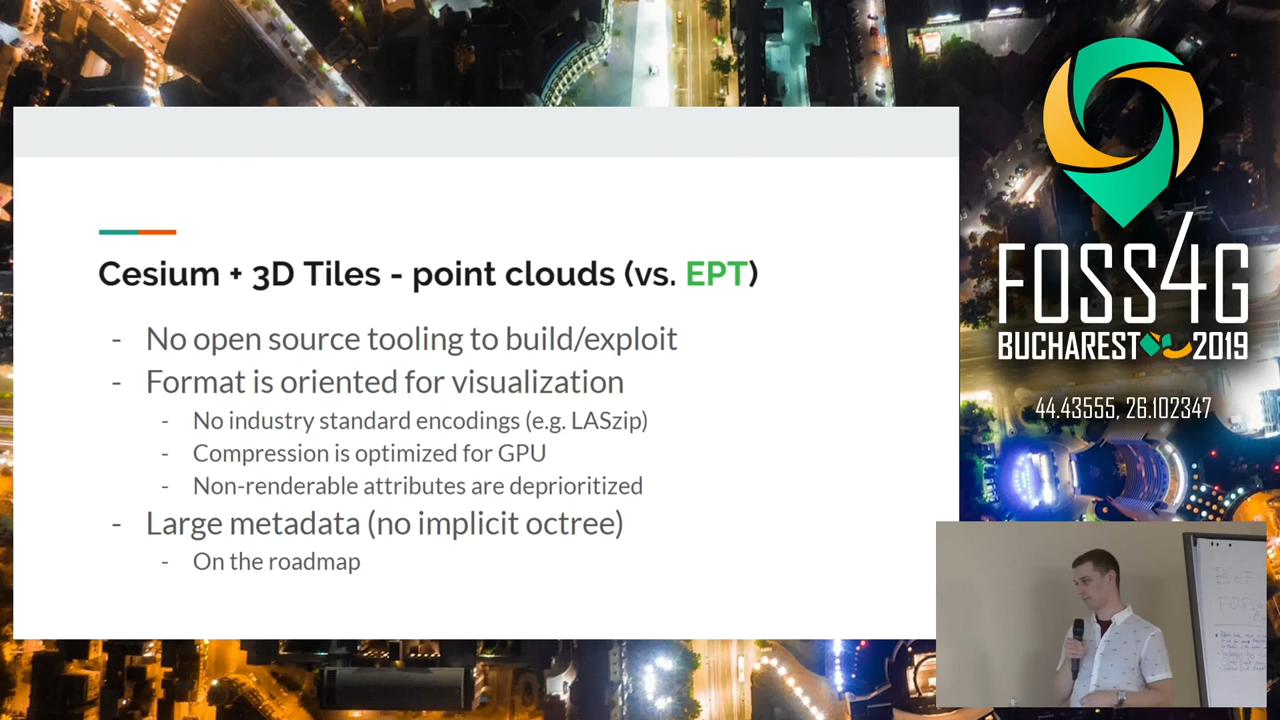 Cesium + 3D Tiles - point clouds (vs. EPT)
- No open source tooling to build/exploit
- Format is oriented for visualization
- No industry standard encodings (e.g. LASzip)
- Compression is optimized for GPU
- Non-renderable attributes are deprioritized
- Large metadata (no implicit octree)
- On the roadmap
FOSS4G
BUCHAREST 2019
44.43555, 26.102347
BoF